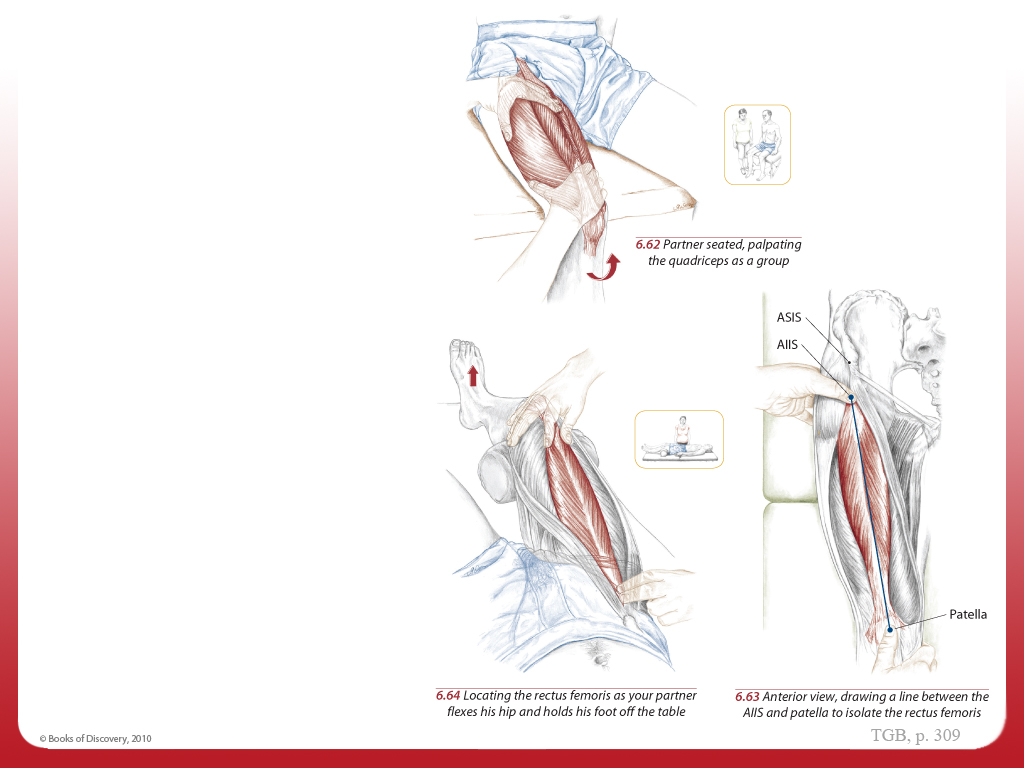 6.62 Partner seated, palpating
the quadriceps as a group
ASIS
AIIS
Patella
6.64 Locating the rectus femoris as your partner
flexes his hip and holds his foot off the table
6.63 Anterior view, drawing a line between the
AIIS and patella to isolate the rectus femoris
© Books of Discovery, 2010
TGB, p. 309